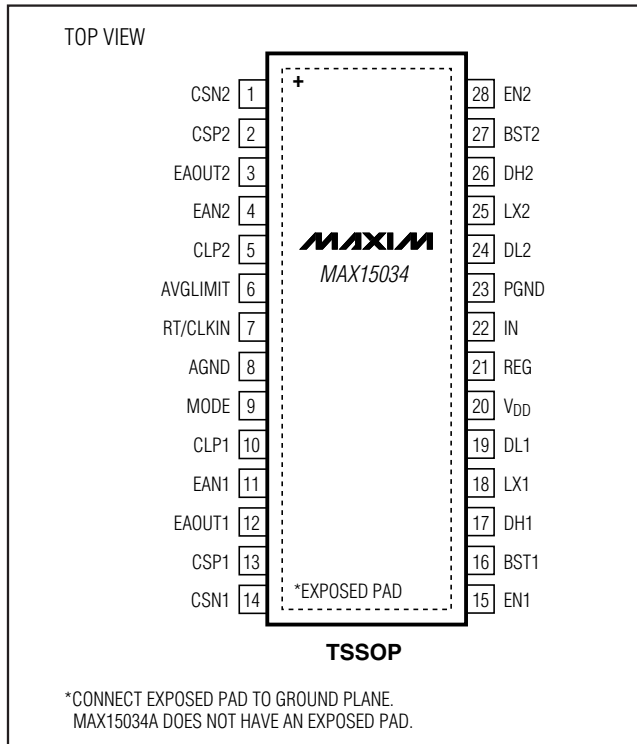 TOP VIEW
+
CSN2 1
CSP2 2
EAOUT2 3
EAN2 4
CLP2 5
AVGLIMIT 6
RT/CLKIN 7
AGND 8
MODE 9
CLP1 10
EAN1 11
EAOUT1 12
CSP1 13
CSN1 14
MAXIM
MAX15034
28 EN2
27 BST2
26 DH2
25 LX2
24 DL2
23 PGND
22 IN
21 REG
20 VDD
19 DL1
18 LX1
17 DH1
16 BST1
15 EN1
*EXPOSED PAD
TSSOP
*CONNECT EXPOSED PAD TO GROUND PLANE.
MAX15034A DOES NOT HAVE AN EXPOSED PAD.